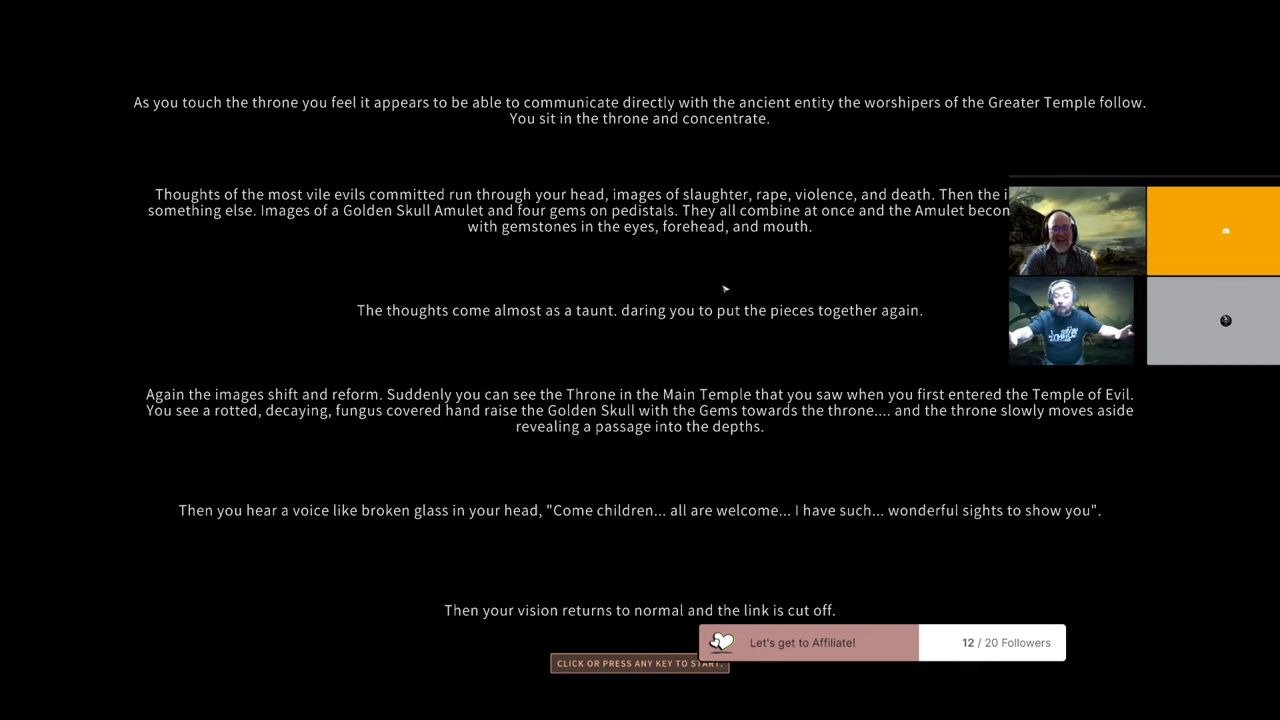 As you touch the throne you feel it appears to be able to communicate directly with the ancient entity the worshipers of the Greater Temple follow.
You sit in the throne and concentrate.
Thoughts of the most vile evils committed run through your head, images of slaughter, rape, violence, and death. Then the
something else. Images of a Golden Skull Amulet and four gems on pedistals. They all combine at once and the Amulet
with gemstones in the eyes, forehead, and mouth.
The thoughts come almost as a taunt. daring you to put the pieces together again.
Again the images shift and reform. Suddenly you can see the Throne in the Main Temple that you saw when you first entered the Temple of Evil.
You see a rotted, decaying, fungus covered hand raise the Golden Skull with the Gems towards the throne.... and the throne slowly moves aside
revealing a passage into the depths.
Then you hear a voice like broken glass in your head, "Come children... all are welcome... I have such... wonderful sights to show you".
Then your vision returns to normal and the link is cut off.
Let's get to Affiliate! 12 / 20 Followers
CLICK OR PRESS ANY KEY TO START.